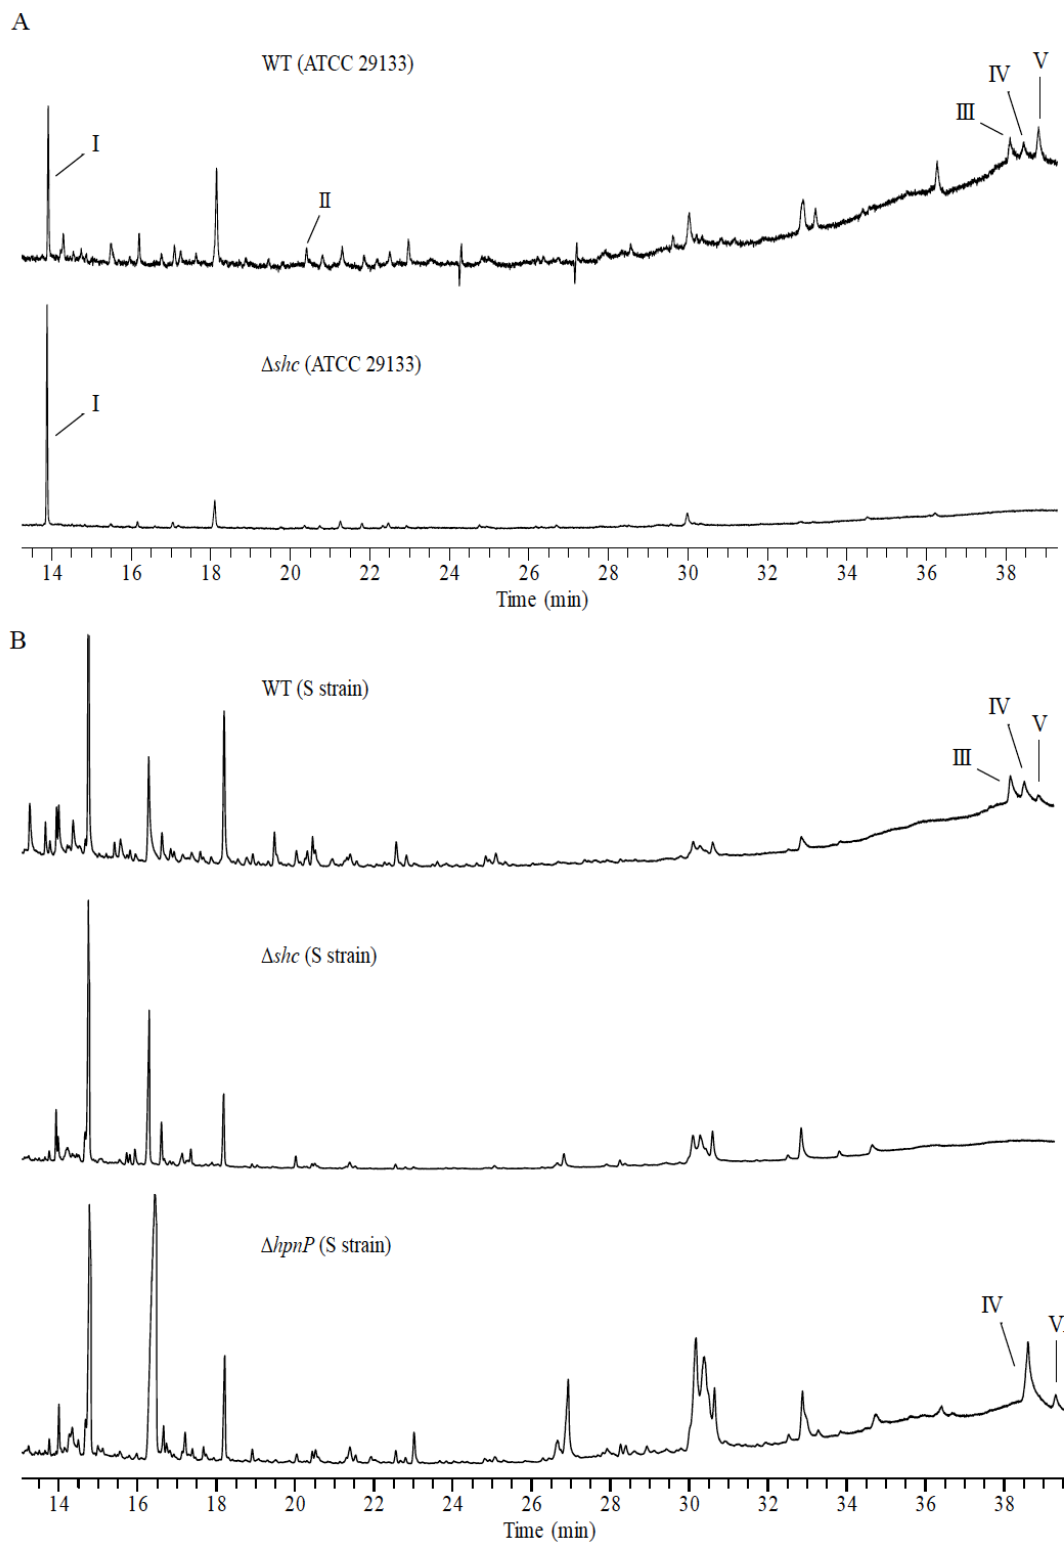 A
WT (ATCC 29133)
I
II
III
IV
V
Δshc (ATCC 29133)
I
14 16 18 20 22 24 26 28 30 32 34 36 38
Time (min)
B
WT (S strain)
III
IV
V
Δshc (S strain)
ΔhpnP (S strain)
IV
14 16 18 20 22 24 26 28 30 32 34 36 38
Time (min)